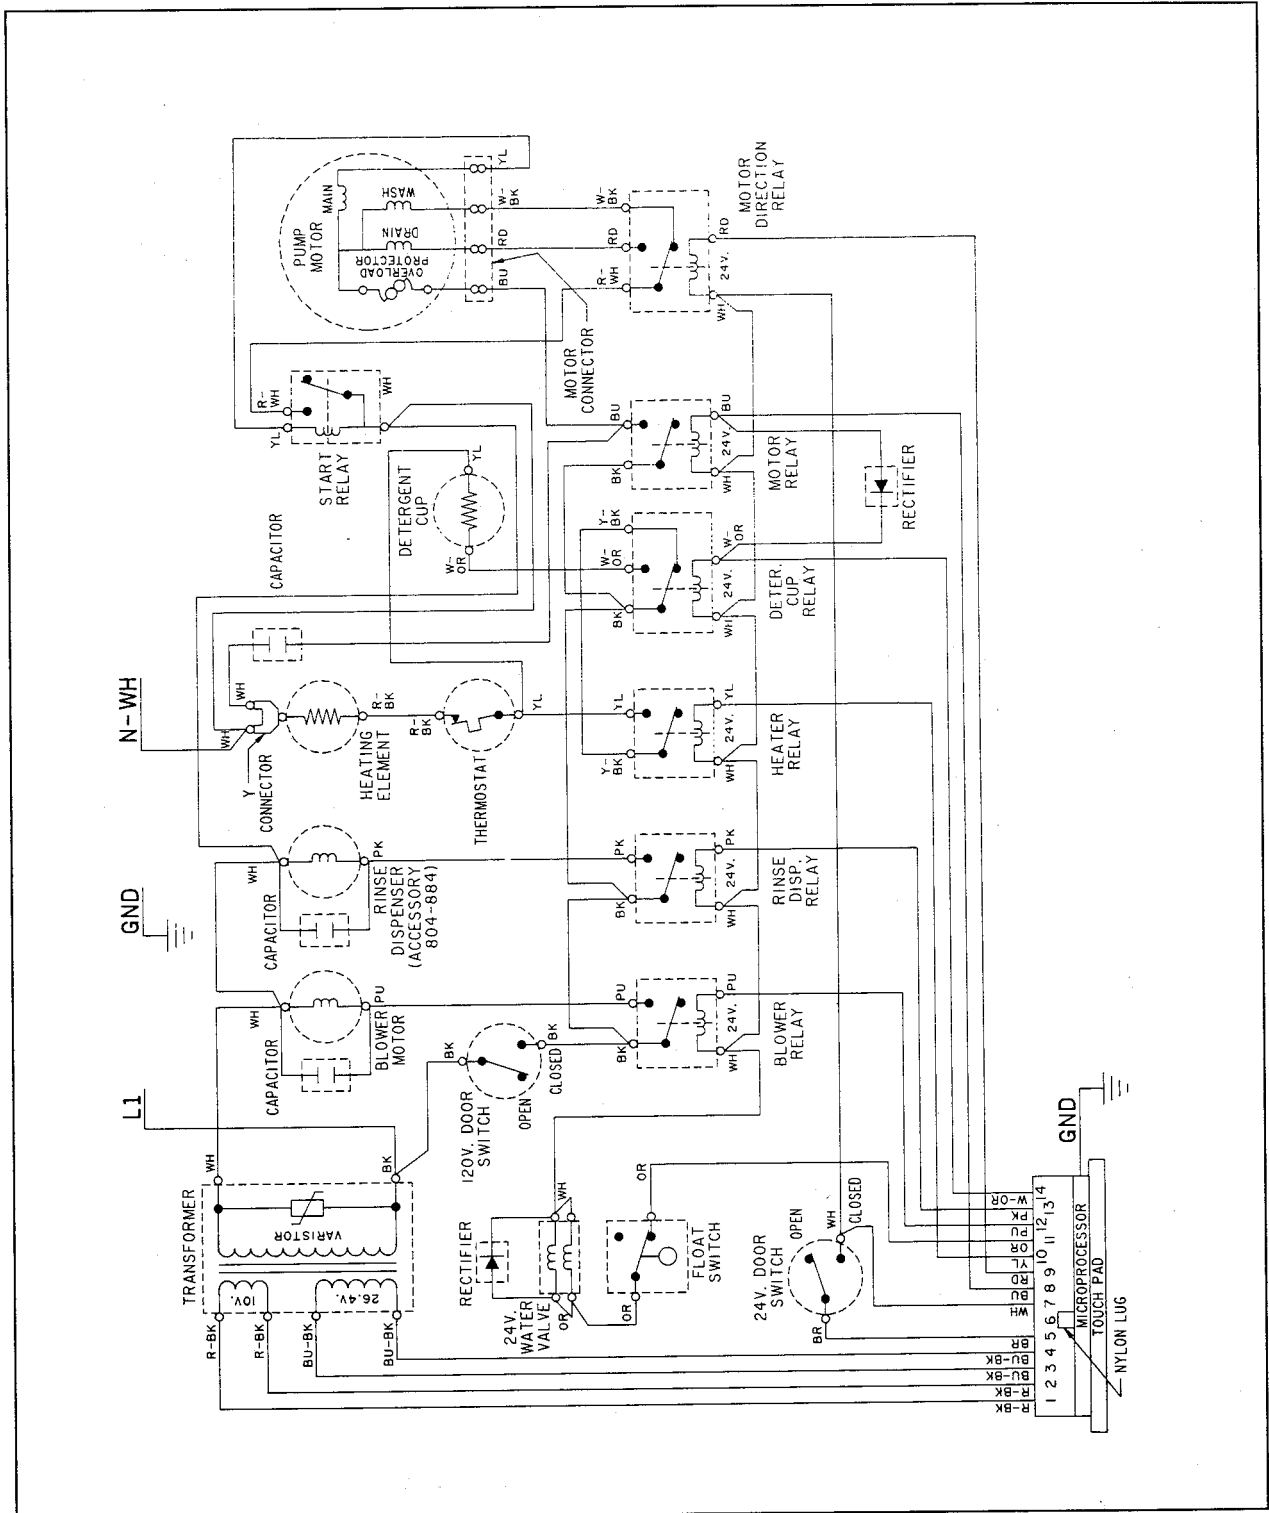 L1
GND
N-WH
TRANSFORMER
WH
BK
VARISTOR
10V.
26.4V.
R-BK
R-BK
BU-BK
BU-BK
CAPACITOR
WH
BLOWER
MOTOR
PU
CAPACITOR
WH
RINSE
DISPENSER
(ACCESSORY
804-884)
PK
Y
CONNECTOR
WH
WH
HEATING
ELEMENT
R-
BK
R-
BK
THERMOSTAT
YL
CAPACITOR
DETERGENT
CUP
W-
OR
YL
START
RELAY
YL
R-
WH
WH
PUMP
MOTOR
MAIN
WASH
DRAIN
OVERLOAD
PROTECTOR
BU
RD
W-
BK
YL
MOTOR
CONNECTOR
120V. DOOR
SWITCH
BK
OPEN
CLOSED
BK
RECTIFIER
24V.
WATER
VALVE
WH
OR
FLOAT
SWITCH
OR
OR
24V. DOOR
SWITCH
OPEN
CLOSED
BR
WH
BK
PU
WH
24V.
PU
BLOWER
RELAY
BK
PK
WH
24V.
PK
RINSE
DISP.
RELAY
Y-
BK
YL
WH
24V.
YL
HEATER
RELAY
BK
W-
OR
Y-
BK
WH
24V.
W-
OR
DETER.
CUP
RELAY
BK
BU
WH
24V.
BU
MOTOR
RELAY
RECTIFIER
R-
WH
RD
W-
BK
WH
24V.
RD
MOTOR
DIRECTION
RELAY
R-BK
R-BK
BU-BK
BU-BK
BR
WH
BU
RD
YL
OR
PU
PK
W-OR
1 2 3 4 5 6 7 8 9 10 11 12 13 14
MICROPROCESSOR
TOUCH PAD
NYLON LUG
GND